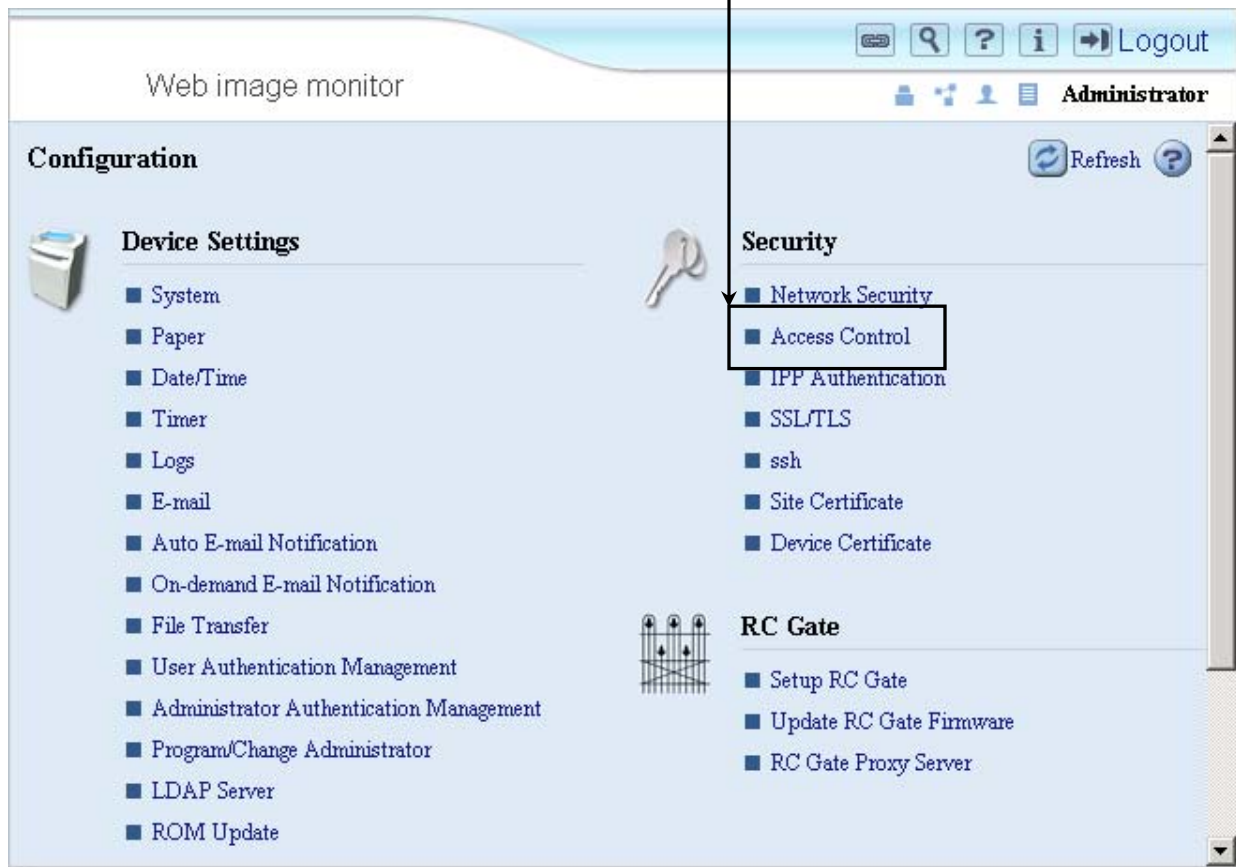 Logout
Web image monitor
Administrator
Configuration
Refresh
Device Settings
System
Paper
Date/Time
Timer
Logs
E-mail
Auto E-mail Notification
On-demand E-mail Notification
File Transfer
User Authentication Management
Administrator Authentication Management
Program/Change Administrator
LDAP Server
ROM Update
Security
Network Security
Access Control
IPP Authentication
SSL/TLS
ssh
Site Certificate
Device Certificate
RC Gate
Setup RC Gate
Update RC Gate Firmware
RC Gate Proxy Server